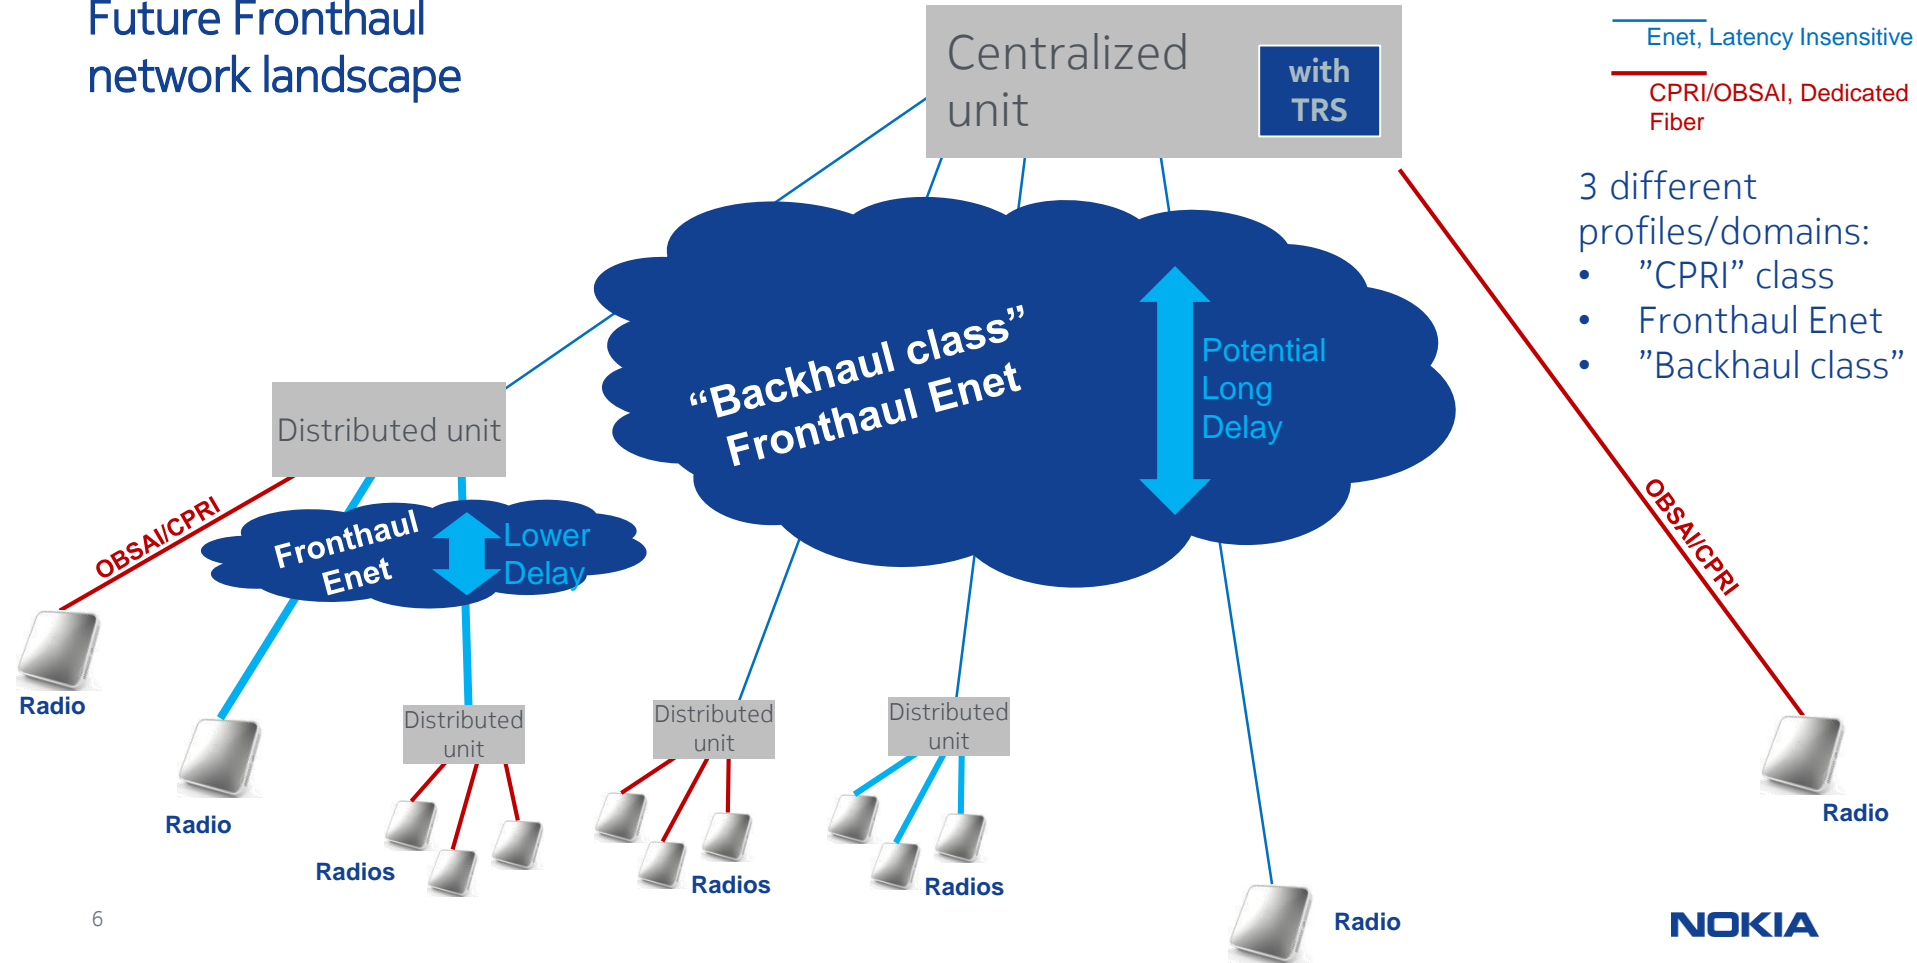 Future Fronthaul
network landscape
Centralized
unit
with
TRS
Enet, Latency Insensitive
CPRI/OBSAI, Dedicated
Fiber
3 different
profiles/domains:
• ”CPRI” class
• Fronthaul Enet
• ”Backhaul class”
“Backhaul class”
Fronthaul Enet
Potential
Long
Delay
Distributed unit
OBSAI/CPRI
Fronthaul
Enet
Lower
Delay
OBSAI/CPRI
Radio
Radio
Distributed
unit
Radios
Distributed
unit
Radios
Distributed
unit
Radios
Radio
Radio
6
NOKIA